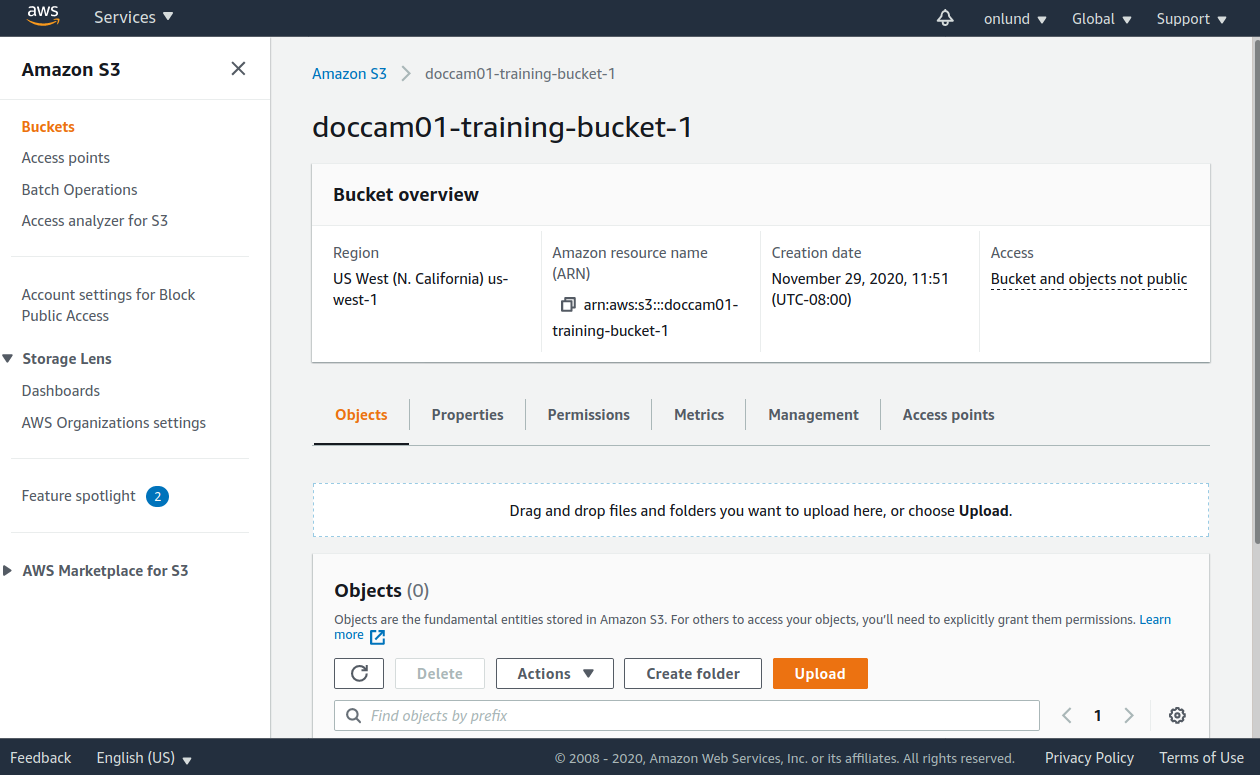 aws Services onlund Global Support
Amazon S3
Buckets
Access points
Batch Operations
Access analyzer for S3
Account settings for Block
Public Access
Storage Lens
Dashboards
AWS Organizations settings
Feature spotlight 2
AWS Marketplace for S3
Amazon S3 doccam01-training-bucket-1
doccam01-training-bucket-1
Bucket overview
Region
US West (N. California) us-
west-1
Amazon resource name
(ARN)
arn:aws:s3:::doccam01-
training-bucket-1
Creation date
November 29, 2020, 11:51
(UTC-08:00)
Access
Bucket and objects not public
Objects Properties Permissions Metrics Management Access points
Drag and drop files and folders you want to upload here, or choose Upload.
Objects (0)
Objects are the fundamental entities stored in Amazon S3. For others to access your objects, you'll need to explicitly grant them permissions. Learn
more
Delete Actions Create folder Upload
Find objects by prefix 1
Feedback English (US) © 2008 - 2020, Amazon Web Services, Inc. or its affiliates. All rights reserved. Privacy Policy Terms of Use